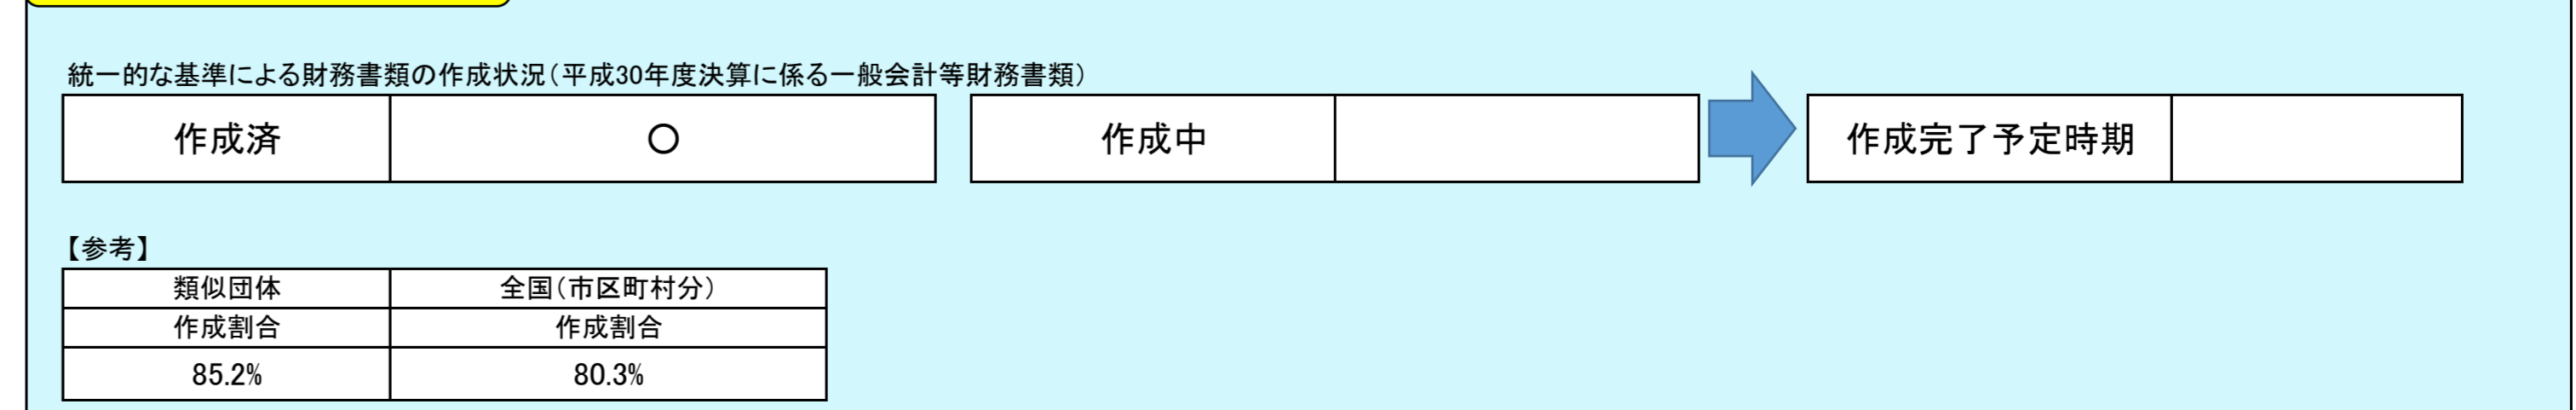 統一的な基準による財務書類の作成状況（平成30年度決算に係る一般会計等財務書類）
作成済 〇 作成中 作成完了予定時期
【参考】
類似団体 全国（市区町村分）
作成割合 作成割合
85.2% 80.3%